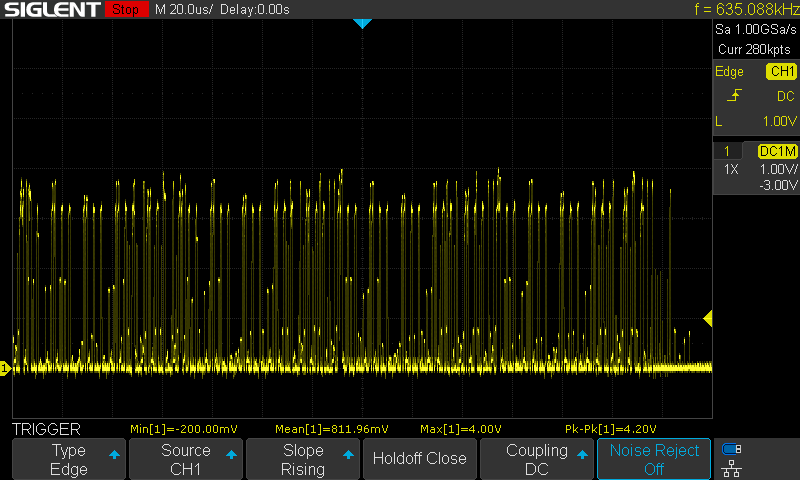 SIGLENT Stop M 20.0us/ Delay:0.00s f = 635.088kHz
Sa 1.00GSa/s
Curr 280kpts
Edge CH1
DC
L 1.00V
1 DC1M
1X 1.00V/
-3.00V
1
TRIGGER Min[1]=-200.00mV Mean[1]=811.96mV Max[1]=4.00V Pk-Pk[1]=4.20V
Type Source Slope Holdoff Close Coupling Noise Reject
Edge CH1 Rising DC Off